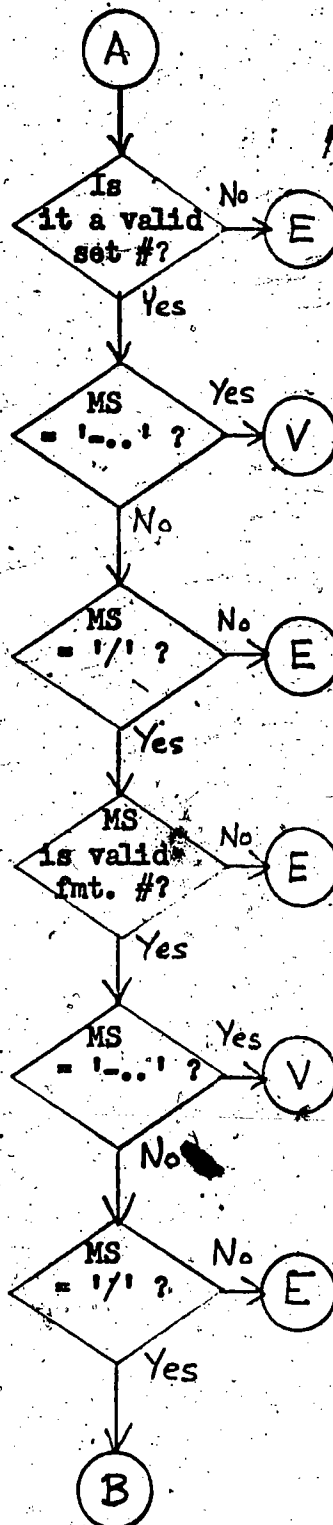 A
Is
it a valid
set #?
No
E
Yes
MS
= '-..' ?
Yes
V
No
MS
= '/' ?
No
E
Yes
MS
is valid
fmt. #?
No
E
Yes
MS
= '-..' ?
Yes
V
No
MS
= '/' ?
No
E
Yes
B